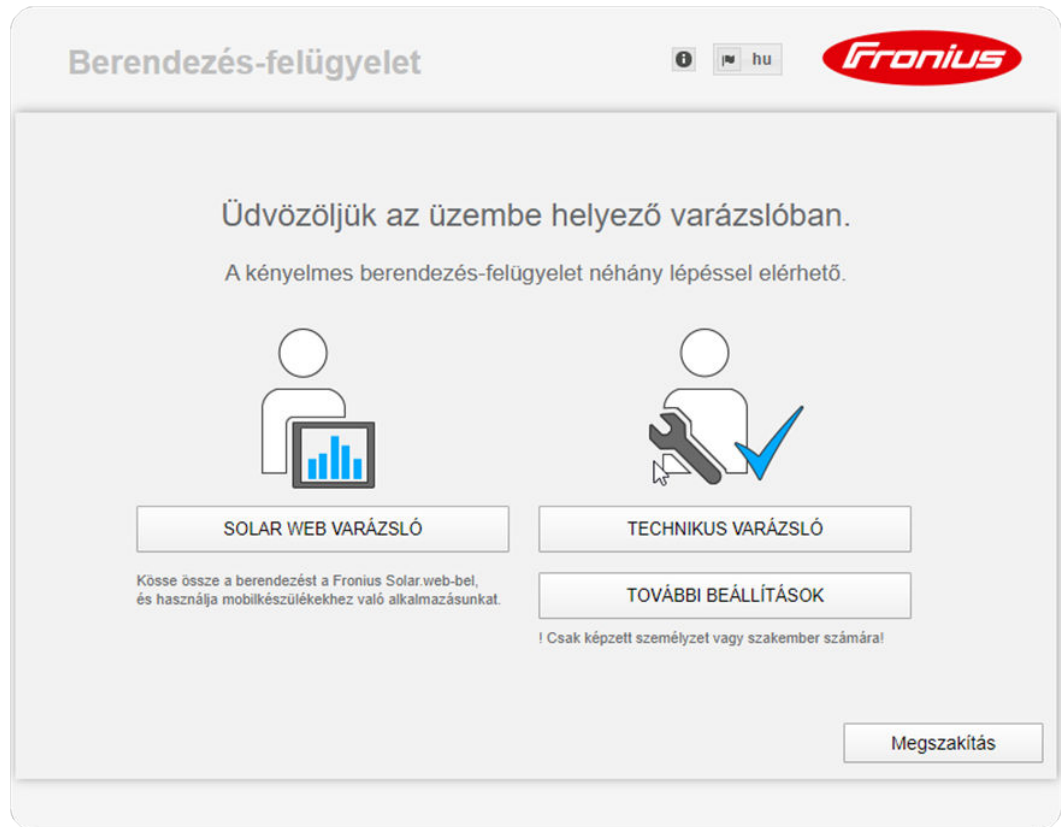 Berendezés-felügyelet
hu
Fronius
Üdvözöljük az üzembe helyező varázslóban.
A kényelmes berendezés-felügyelet néhány lépéssel elérhető.
SOLAR WEB VARÁZSLÓ
Kösse össze a berendezést a Fronius Solar.web-bel,
és használja mobilkészülékekhez való alkalmazásunkat.
TECHNIKUS VARÁZSLÓ
TOVÁBBI BEÁLLÍTÁSOK
! Csak képzett személyzet vagy szakember számára!
Megszakítás